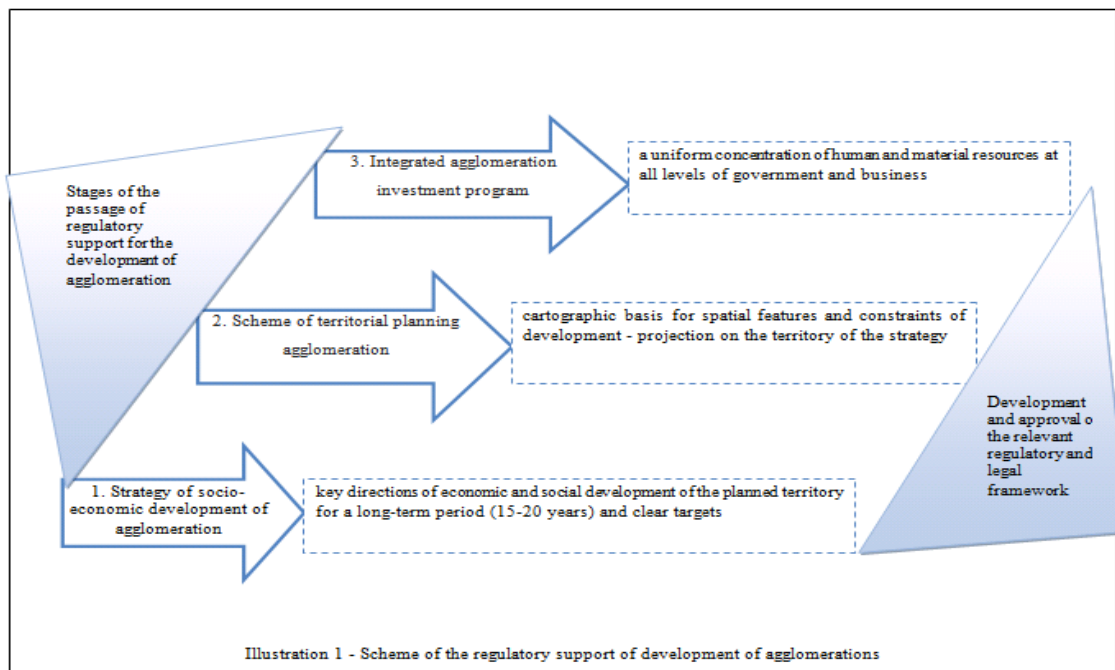 Stages of the
passage of
regulatory
support for the
development of
agglomeration
3. Integrated agglomeration
investment program
a uniform concentration of human and material resources at
all levels of government and business
2. Scheme of territorial planning
agglomeration
cartographic basis for spatial features and constraints of
development - projection on the territory of the strategy
1. Strategy of socio-
economic development of
agglomeration
key directions of economic and social development of the planned territory
for a long-term period (15-20 years) and clear targets
Development
and approval o
the relevant
regulatory and
legal
framework
Illustration 1 - Scheme of the regulatory support of development of agglomerations